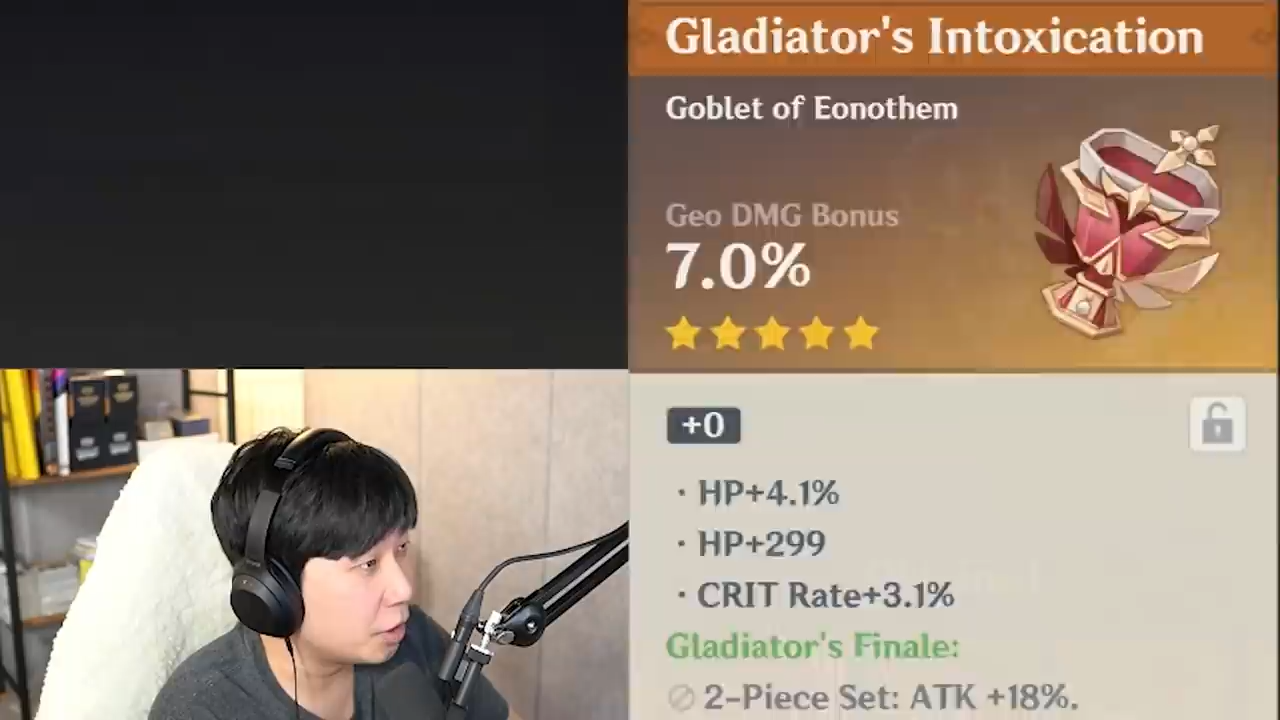 Gladiator's Intoxication
Goblet of Eonothem
Geo DMG Bonus
7.0%
+0
· HP+4.1%
· HP+299
· CRIT Rate+3.1%
Gladiator's Finale:
2-Piece Set: ATK +18%.